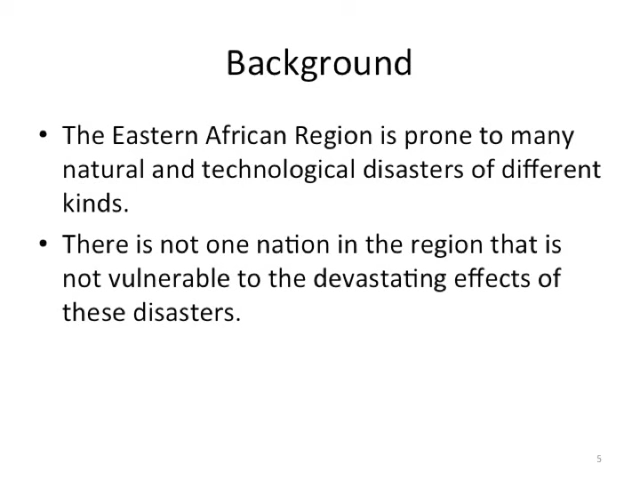 Background
• The Eastern African Region is prone to many
natural and technological disasters of different
kinds.
• There is not one nation in the region that is
not vulnerable to the devastating effects of
these disasters.
5